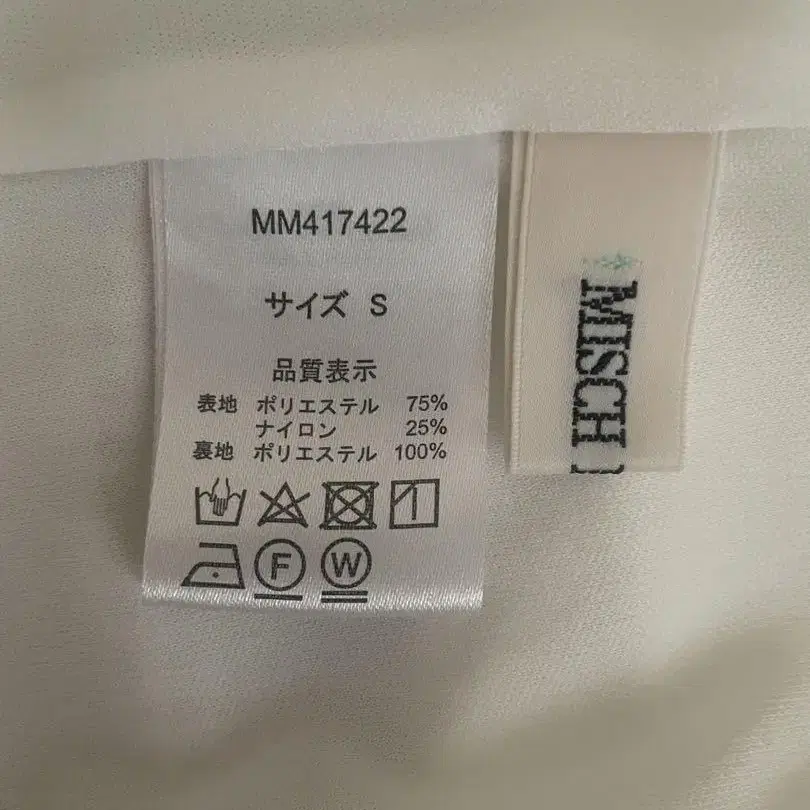 MM417422
サイズ S
品質表示
表地 ポリエステル 75%
ナイロン 25%
裏地 ポリエステル 100%
F
W
MISCH